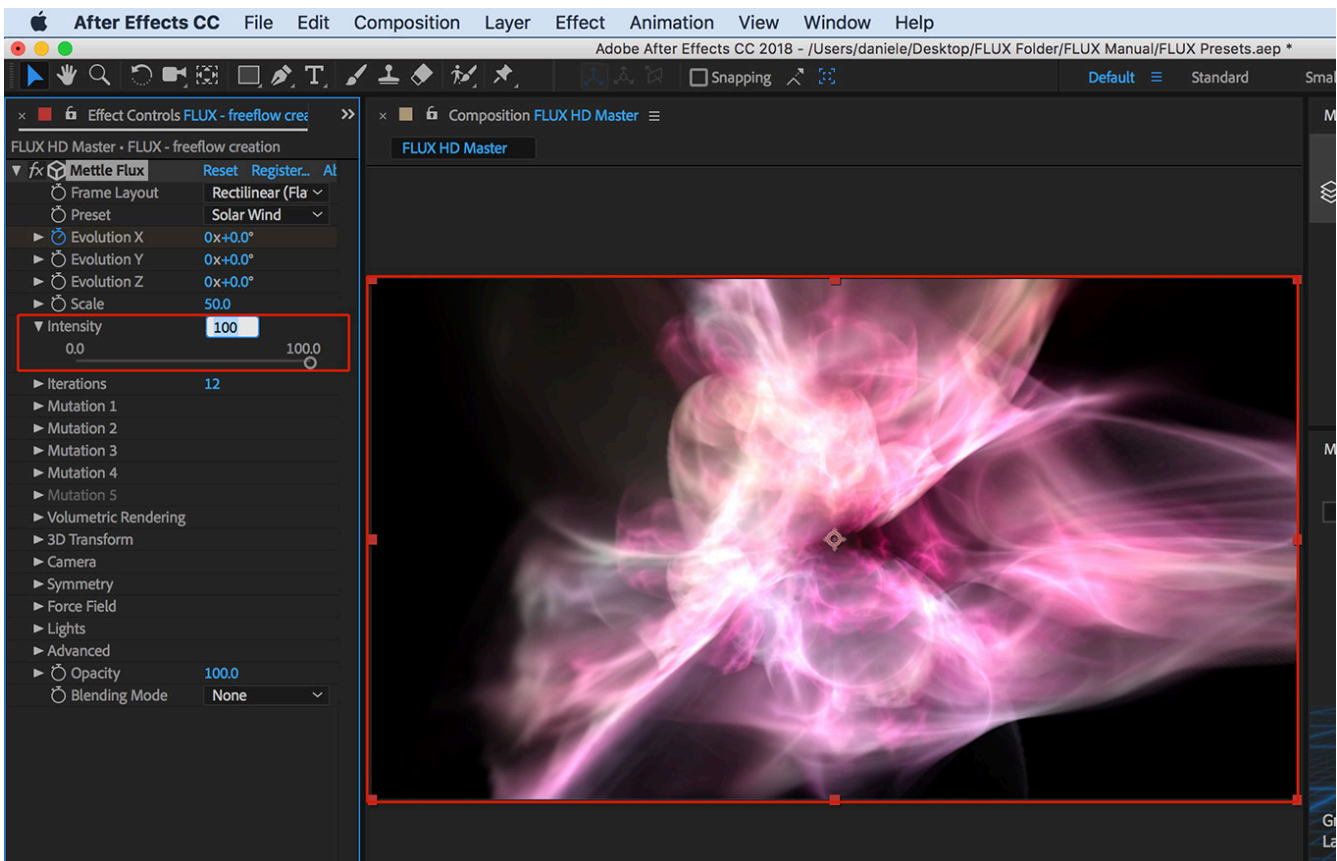 After Effects CC File Edit Composition Layer Effect Animation View Window Help
Adobe After Effects CC 2018 - /Users/daniele/Desktop/FLUX Folder/FLUX Manual/FLUX Presets.aep *
T Snapping Default Standard
Effect Controls FLUX - freeflow
Composition FLUX HD Master
FLUX HD Master • FLUX - freeflow creation
FLUX HD Master
fx Mettle Flux Reset Register...
Frame Layout Rectilinear
Preset Solar Wind
Evolution X 0x+0.0°
Evolution Y 0x+0.0°
Evolution Z 0x+0.0°
Scale 50.0
Intensity 100
0.0 100.0
Iterations 12
Mutation 1
Mutation 2
Mutation 3
Mutation 4
Mutation 5
Volumetric Rendering
3D Transform
Camera
Symmetry
Force Field
Lights
Advanced
Opacity 100.0
Blending Mode None